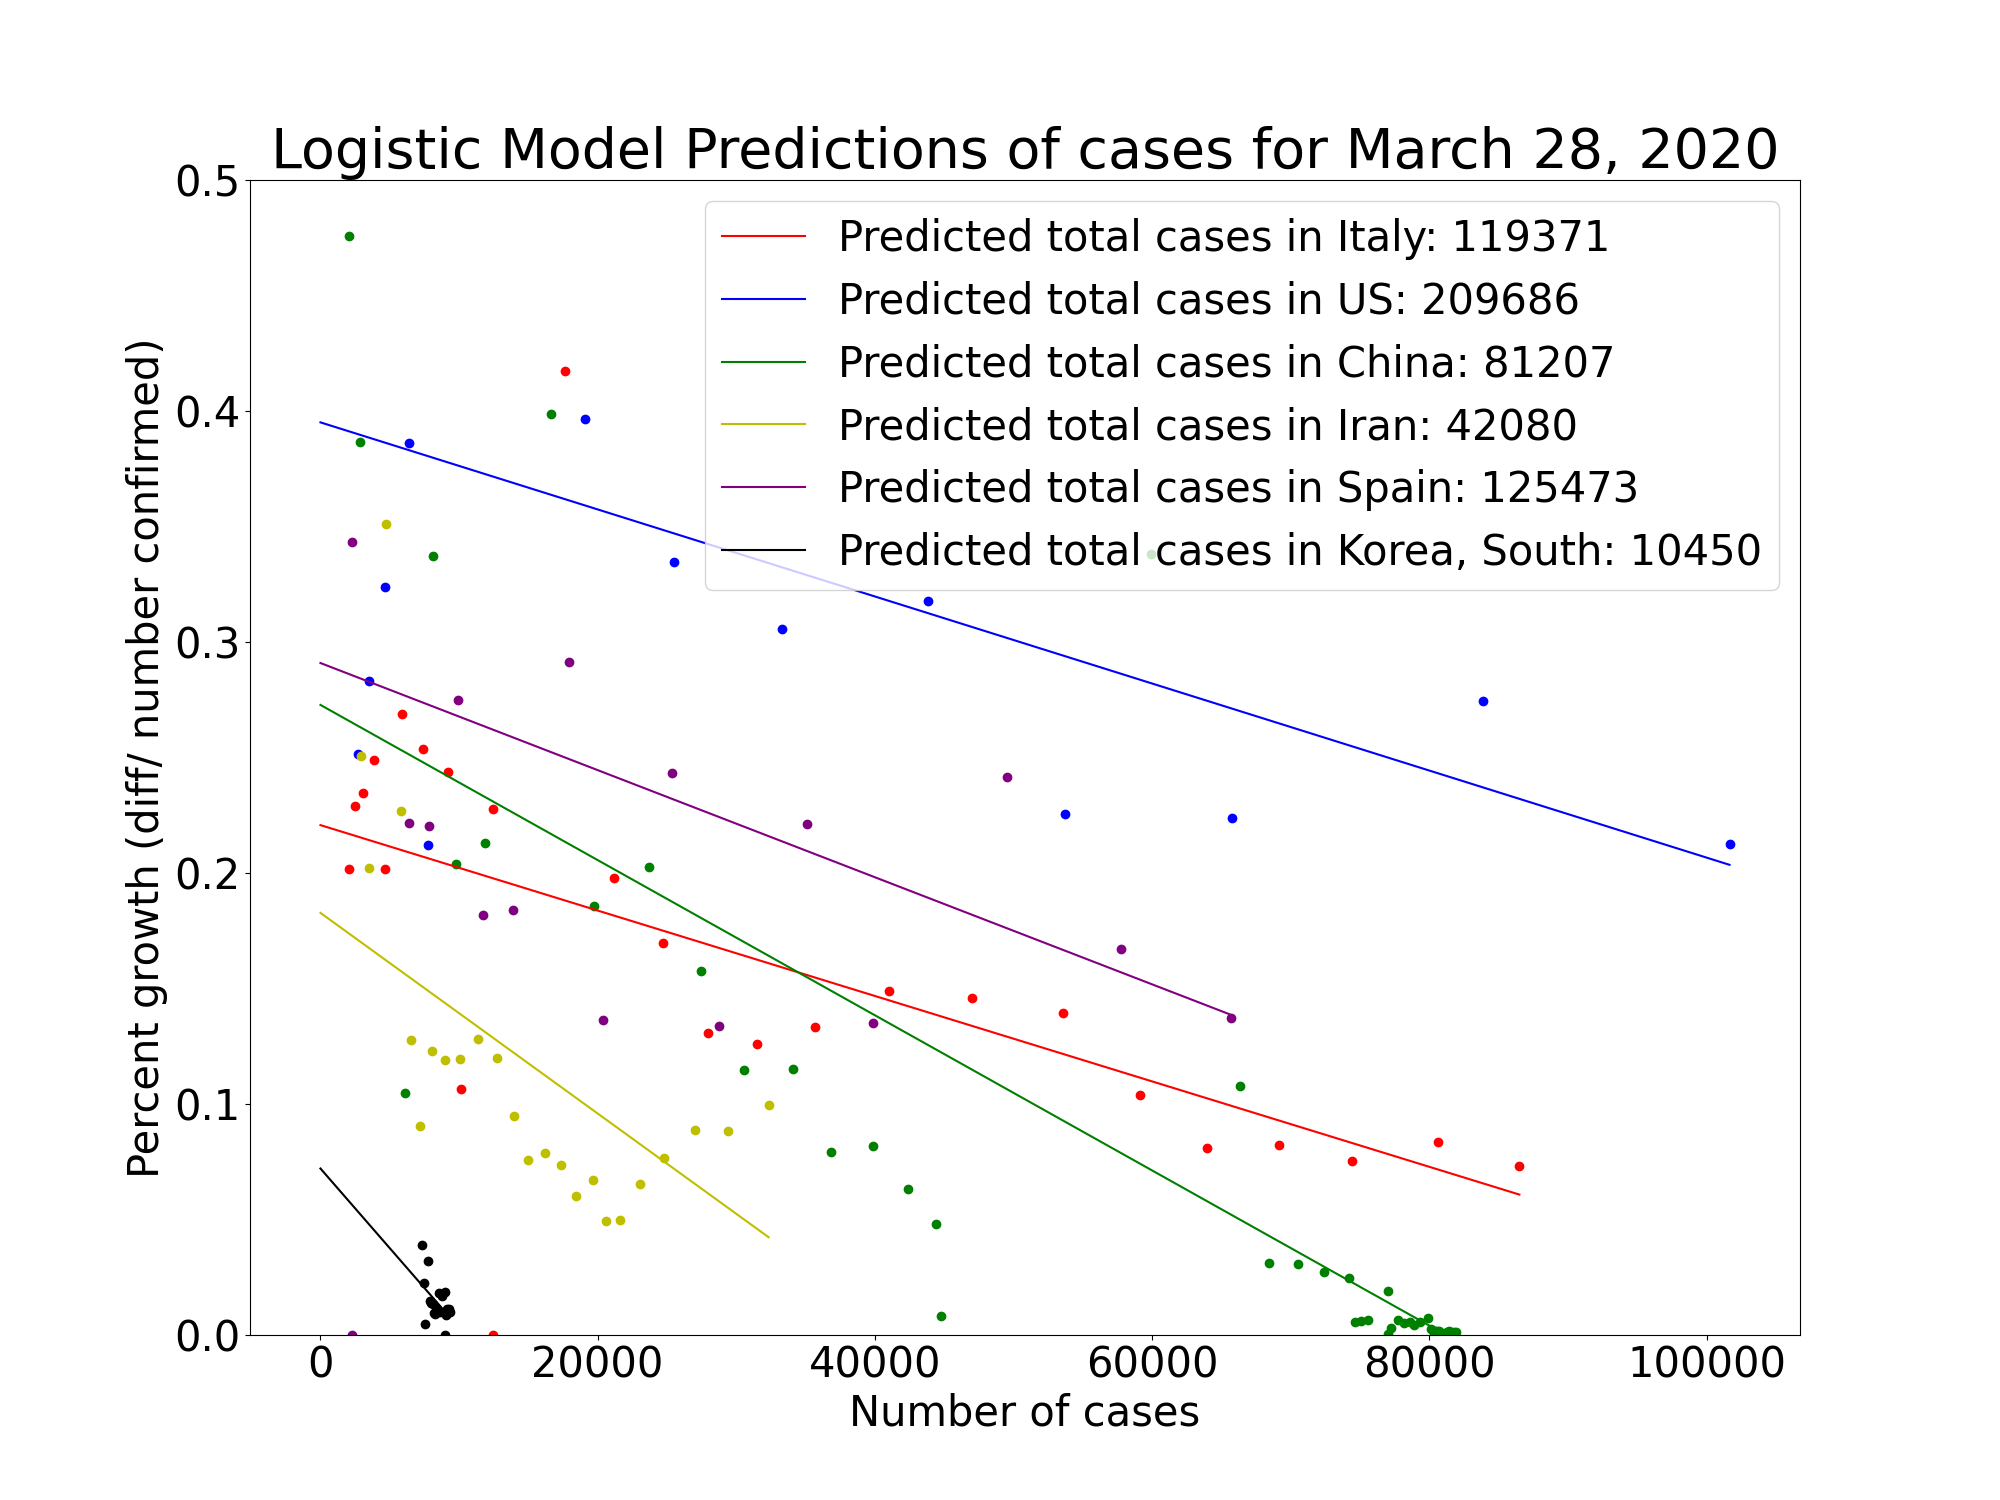 Logistic Model Predictions of cases for March 28, 2020
Predicted total cases in Italy: 119371
Predicted total cases in US: 209686
Predicted total cases in China: 81207
Predicted total cases in Iran: 42080
Predicted total cases in Spain: 125473
Predicted total cases in Korea, South: 10450
Percent growth (diff/ number confirmed)
0.5
0.4
0.3
0.2
0.1
0.0
0 20000 40000 60000 80000 100000
Number of cases